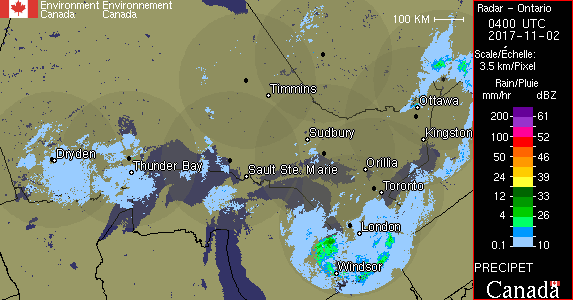 Environment Environnement
Canada Canada
100 KM
Timmins
Ottawa
Sudbury
Kingston
Dryden
Thunder Bay
Sault Ste. Marie
Orillia
Toronto
London
Windsor
Radar - Ontario
0400 UTC
2017-11-02
Scale/Échelle:
3.5 km/Pixel
Rain/Pluie
mm/hr dBZ
200 61
100 52
50 46
24 39
12 33
4 26
0.1 10
PRECIPET
Canada